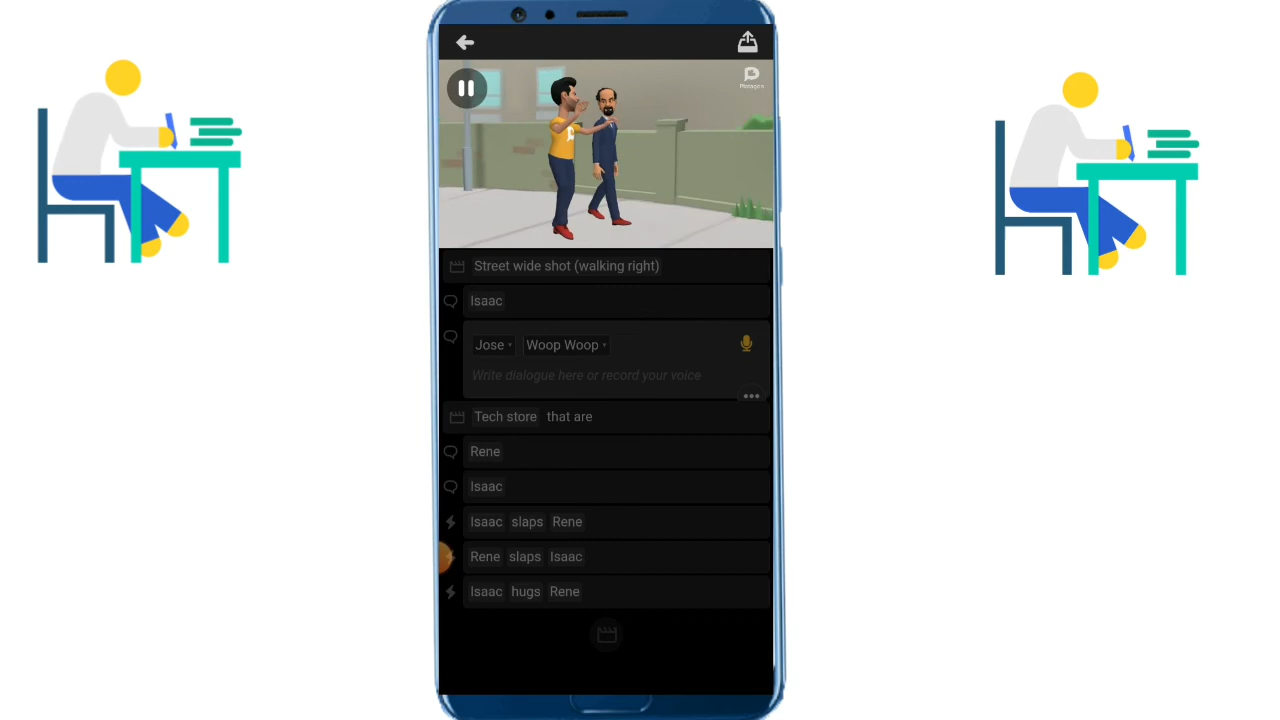 Plotagon
Street wide shot (walking right)
Isaac
Jose Woop Woop
Write dialogue here or record your voice
Tech store that are
Rene
Isaac
Isaac slaps Rene
Rene slaps Isaac
Isaac hugs Rene